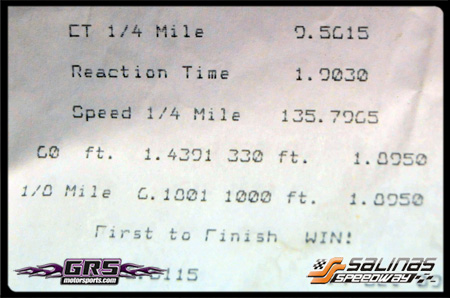 ET 1/4 Mile 9.5615
Reaction Time 1.9030
Speed 1/4 Mile 135.7965
60 ft. 1.4391 330 ft. 1.8950
1/8 Mile 6.1801 1000 ft. 1.8950
First to Finish WIN!
GRS
motorsports.com
SALINAS
SPEEDWAY